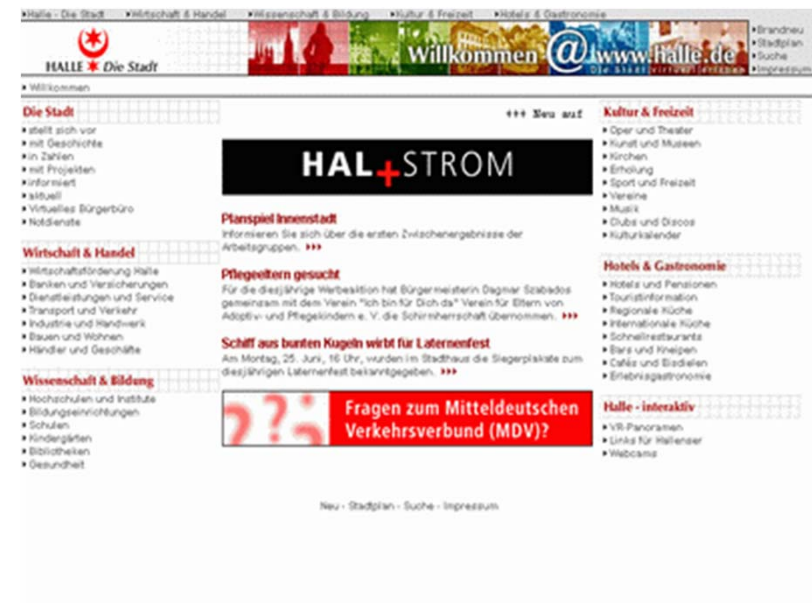 Halle - Die Stadt Wirtschaft & Handel Wissenschaft & Bildung Kultur & Freizeit Hotels & Gastronomie
HALLE Die Stadt
Willkommen @ www.halle.de
Die Stadt virtuell erleben
Brandneu
Stadtplan
Suche
Impressum
Willkommen
Die Stadt
stellt sich vor
mit Geschichte
in Zahlen
mit Projekten
informiert
aktuell
Virtuelles Bürgerbüro
Notdienste
Wirtschaft & Handel
Wirtschaftsförderung Halle
Banken und Versicherungen
Dienstleistungen und Service
Transport und Verkehr
Industrie und Handwerk
Bauen und Wohnen
Händler und Geschäfte
Wissenschaft & Bildung
Hochschulen und Institute
Bildungseinrichtungen
Schulen
Kindergärten
Bibliotheken
Gesundheit
+++ Neu auf
HAL+STROM
Planspiel Innenstadt
Informieren Sie sich über die ersten Zwischenergebnisse der
Arbeitsgruppen.
Pflegeeltern gesucht
Für die diesjährige Werbeaktion hat Bürgermeisterin Dagmar Szabados
gemeinsam mit dem Verein "Ich bin für Dich da" Verein für Eltern von
Adoptiv- und Pflegekindern e. V. die Schirmherrschaft übernommen.
Schiff aus bunten Kugeln wirbt für Laternenfest
Am Montag, 25. Juni, 16 Uhr, wurden im Stadthaus die Siegerplakate zum
diesjährigen Laternenfest bekanntgegeben.
???
Fragen zum Mitteldeutschen
Verkehrsverbund (MDV)?
Kultur & Freizeit
Oper und Theater
Kunst und Museen
Kirchen
Erholung
Sport und Freizeit
Vereine
Musik
Clubs und Discos
Kulturkalender
Hotels & Gastronomie
Hotels und Pensionen
Touristinformation
Regionale Küche
Internationale Küche
Schnellrestaurants
Bars und Kneipen
Cafés und Eisdielen
Erlebnisgastronomie
Halle - interaktiv
VR-Panoramen
Links für Hallenser
Webcams
Neu - Stadtplan - Suche - Impressum